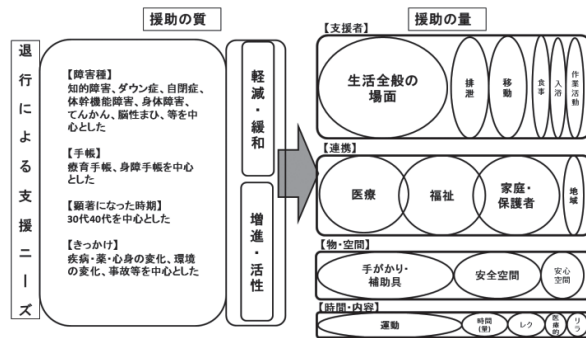 援助の質
援助の量
退行による支援ニーズ
【障害種】
知的障害、ダウン症、自閉症、
体幹機能障害、身体障害、
てんかん、脳性まひ、等を中
心とした
【手帳】
療育手帳、身障手帳を中心
とした
【顕著になった時期】
30代40代を中心とした
【きっかけ】
疾病・薬・心身の変化、環境
の変化、事故等を中心とした
軽減・緩和
増進・活性
【支援者】
生活全般の
場面
排泄
移動
食事
入浴
作業活動
【連携】
医療
福祉
家庭・
保護者
地域
【物・空間】
手がかり・
補助具
安全空間
安心
空間
【時間・内容】
運動
時間
(量)
レク
医療的
リラ